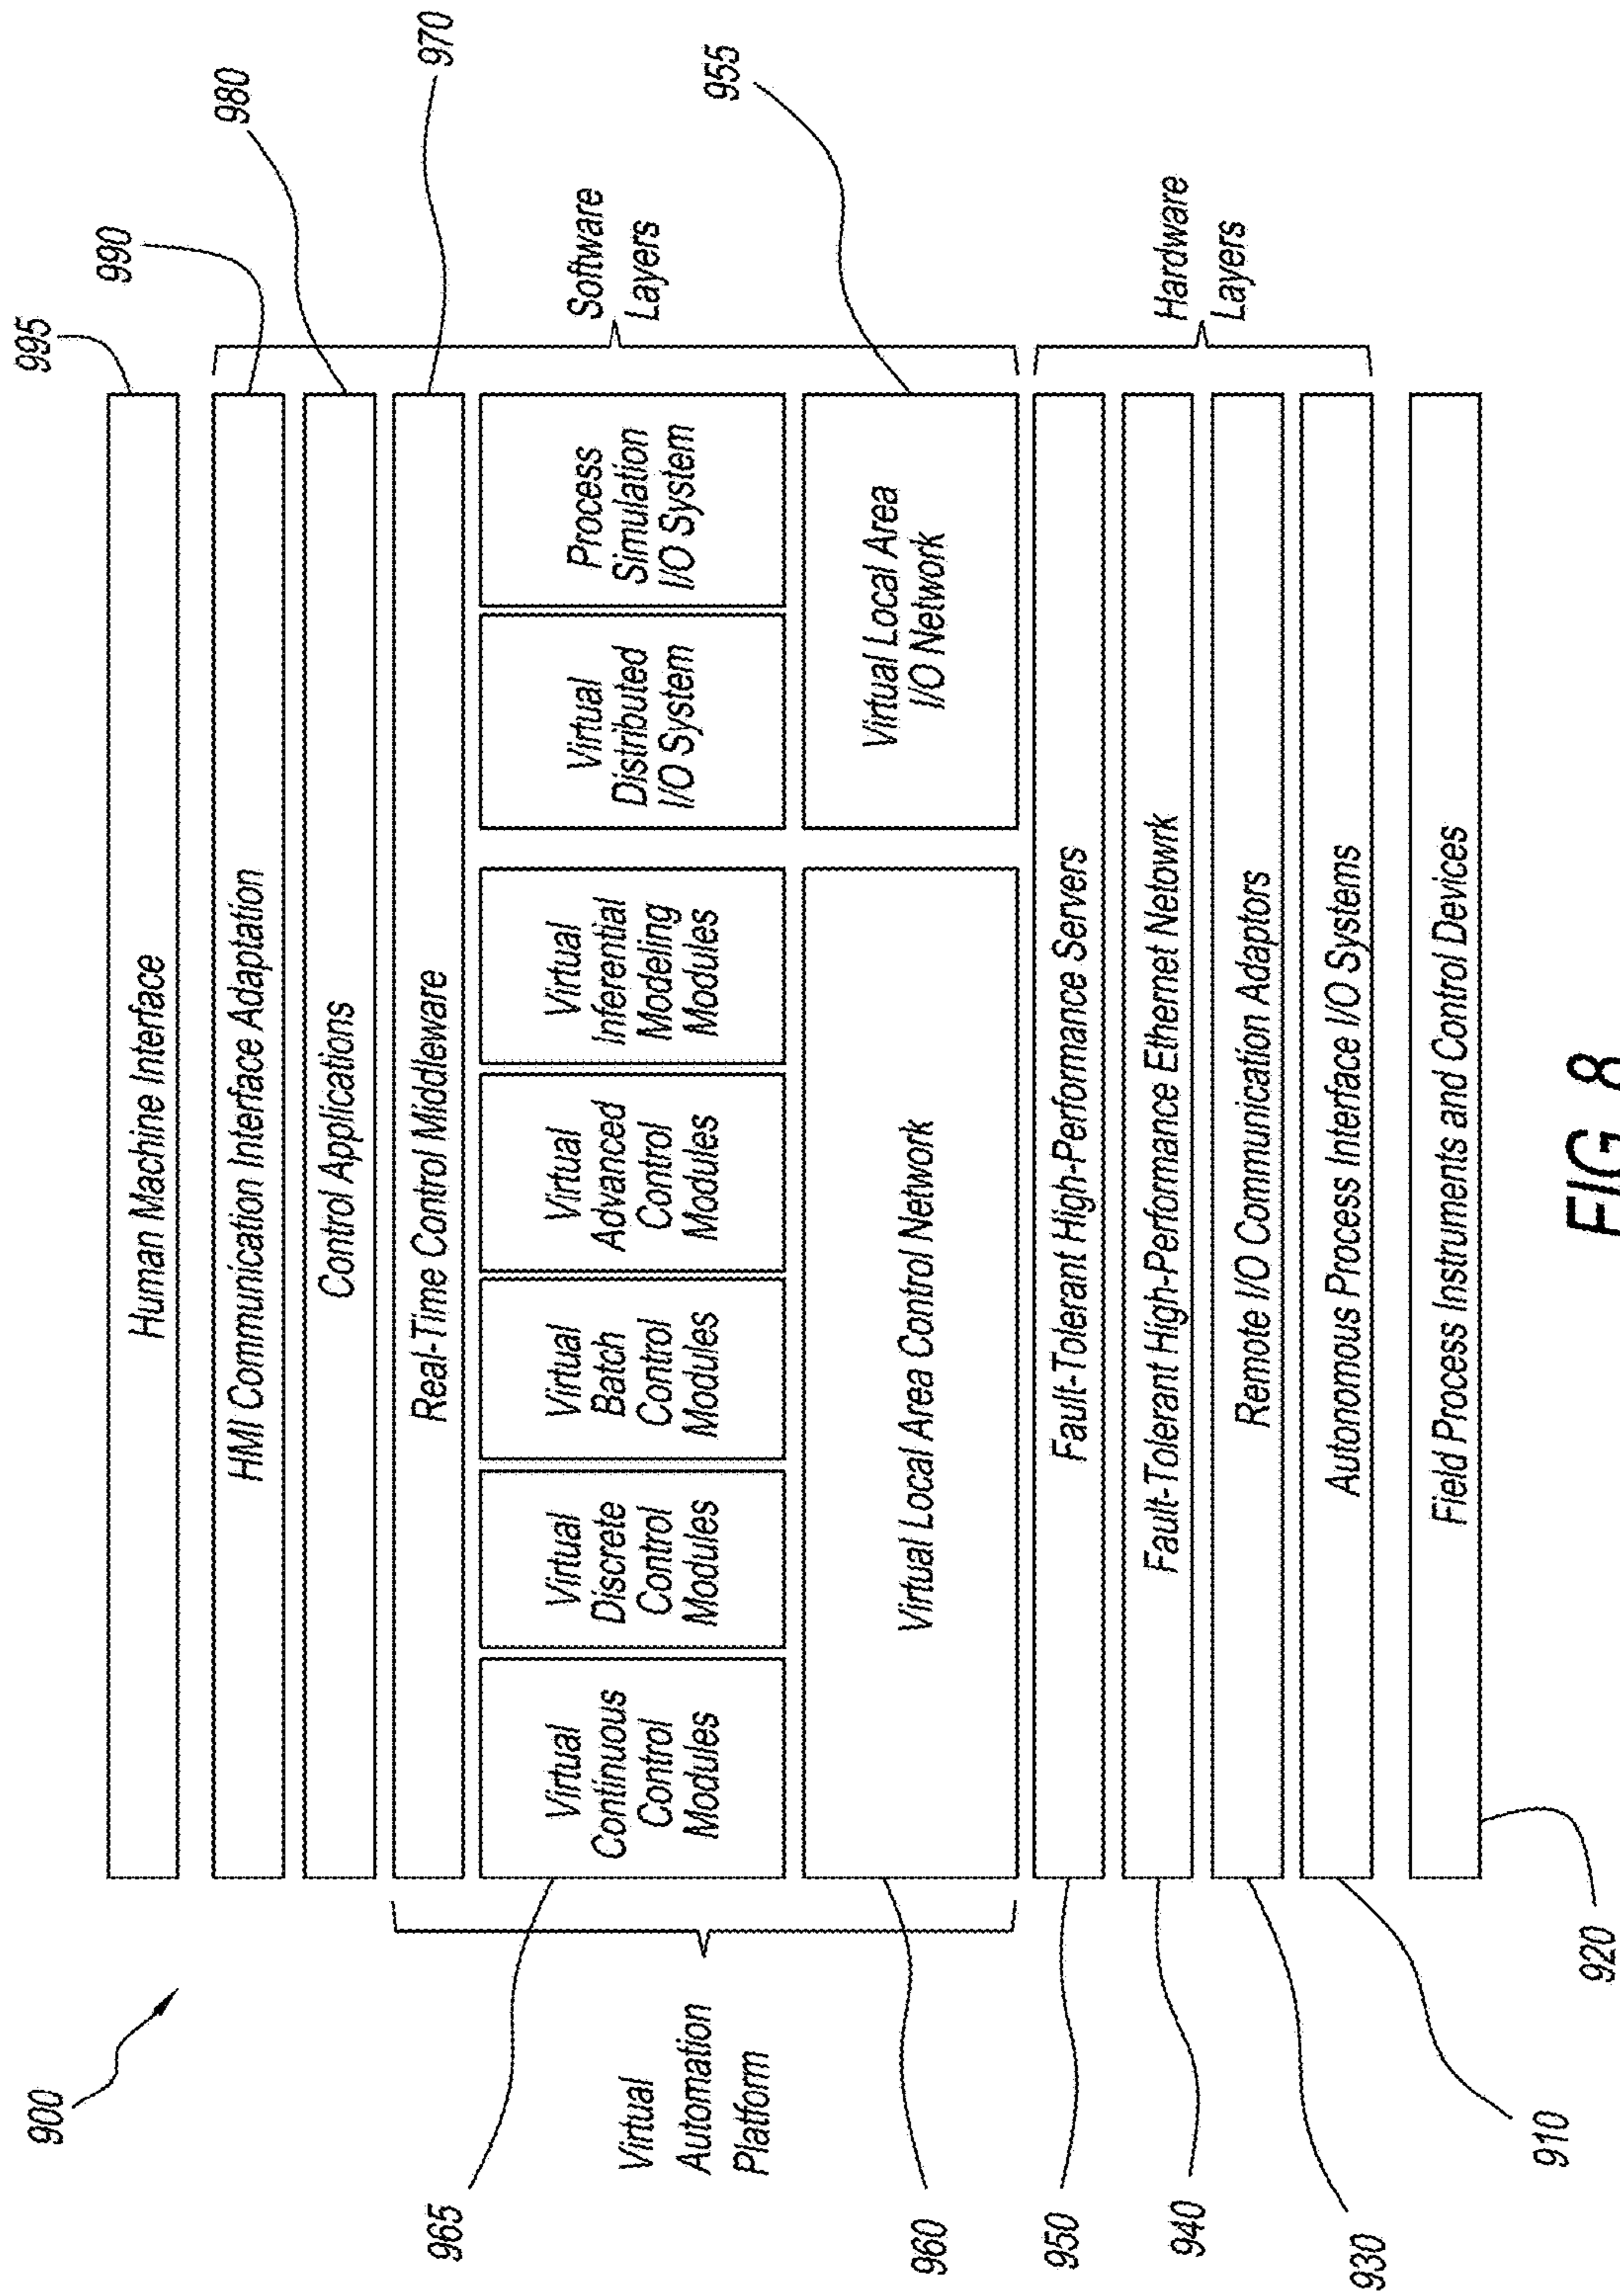 900
995
Human Machine Interface
990
HMI Communication Interface Adaptation
980
Control Applications
970
Real-Time Control Middleware
Virtual
Automation
Platform
965
Virtual
Continuous
Control
Modules
Virtual
Discrete
Control
Modules
Virtual
Batch
Control
Modules
Virtual
Advanced
Control
Modules
Virtual
Inferential
Modeling
Modules
Virtual
Distributed
I/O System
Process
Simulation
I/O System
Software
Layers
960
Virtual Local Area Control Network
Virtual Local Area
I/O Network
955
950
Fault-Tolerant High-Performance Servers
940
Fault-Tolerant High-Performance Ethernet Netowrk
930
Remote I/O Communication Adaptors
910
Autonomous Process Interface I/O Systems
Hardware
Layers
920
Field Process Instruments and Control Devices
FIG. 8